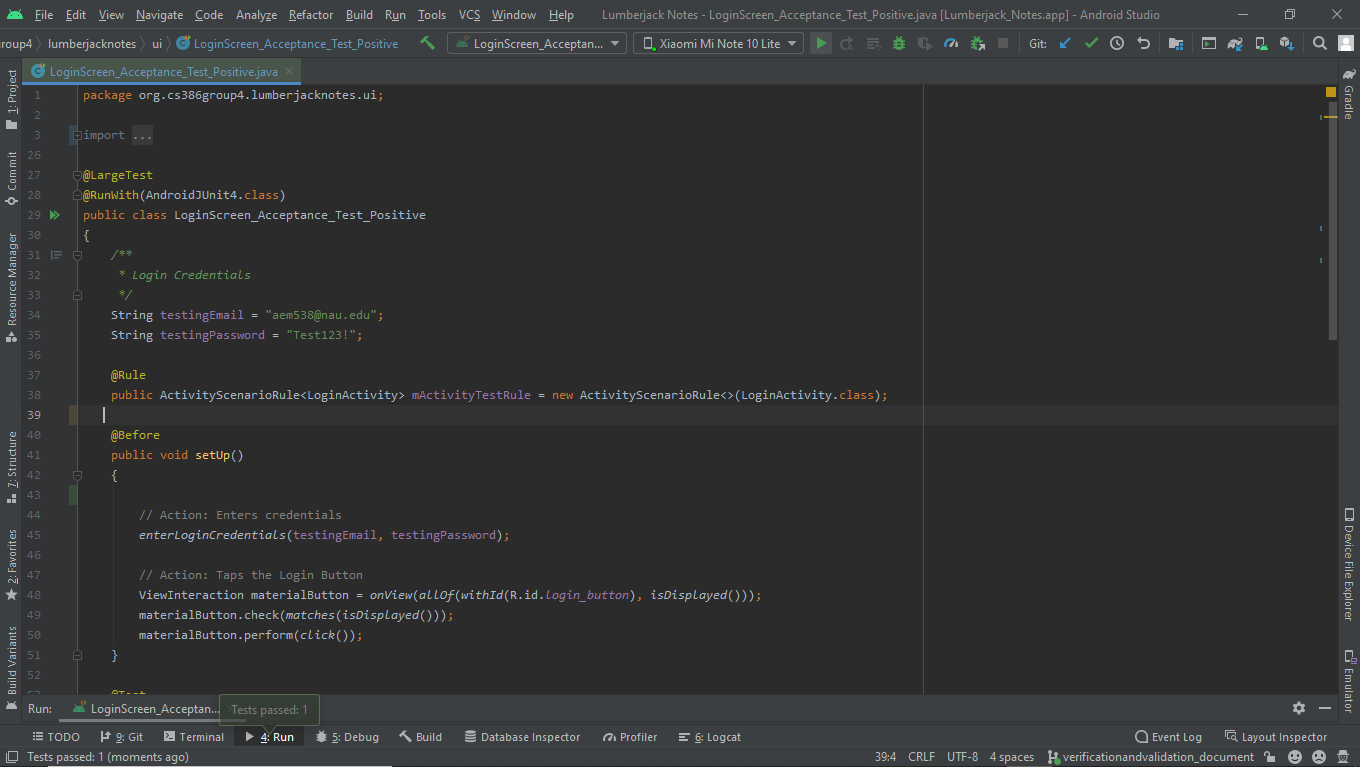 File Edit View Navigate Code Analyze Refactor Build Run Tools VCS Window Help Lumberjack Notes - LoginScreen_Acceptance_Test_Positive.java [Lumberjack_Notes.app] - Android Studio
group4 lumberjacknotes ui LoginScreen_Acceptance_Test_Positive LoginScreen_Acceptan... Xiaomi Mi Note 10 Lite Git:
LoginScreen_Acceptance_Test_Positive.java
1: Project
Commit
Resource Manager
7: Structure
2: Favorites
Build Variants
1 package org.cs386group4.lumberjacknotes.ui;
2
3 import ...
26
27 @LargeTest
28 @RunWith(AndroidJUnit4.class)
29 public class LoginScreen_Acceptance_Test_Positive
30 {
31 /**
32 * Login Credentials
33 */
34 String testingEmail = "aem538@nau.edu";
35 String testingPassword = "Test123!";
36
37 @Rule
38 public ActivityScenarioRule<LoginActivity> mActivityTestRule = new ActivityScenarioRule<>(LoginActivity.class);
39
40 @Before
41 public void setUp()
42 {
43
44 // Action: Enters credentials
45 enterLoginCredentials(testingEmail, testingPassword);
46
47 // Action: Taps the Login Button
48 ViewInteraction materialButton = onView(allOf(withId(R.id.login_button), isDisplayed()));
49 materialButton.check(matches(isDisplayed()));
50 materialButton.perform(click());
51 }
52
53 @Test
Gradle
Device File Explorer
Emulator
Run: LoginScreen_Acceptan...
Tests passed: 1
TODO 9: Git Terminal 4: Run 5: Debug Build Database Inspector Profiler 6: Logcat Event Log Layout Inspector
Tests passed: 1 (moments ago) 39:4 CRLF UTF-8 4 spaces verificationandvalidation_document